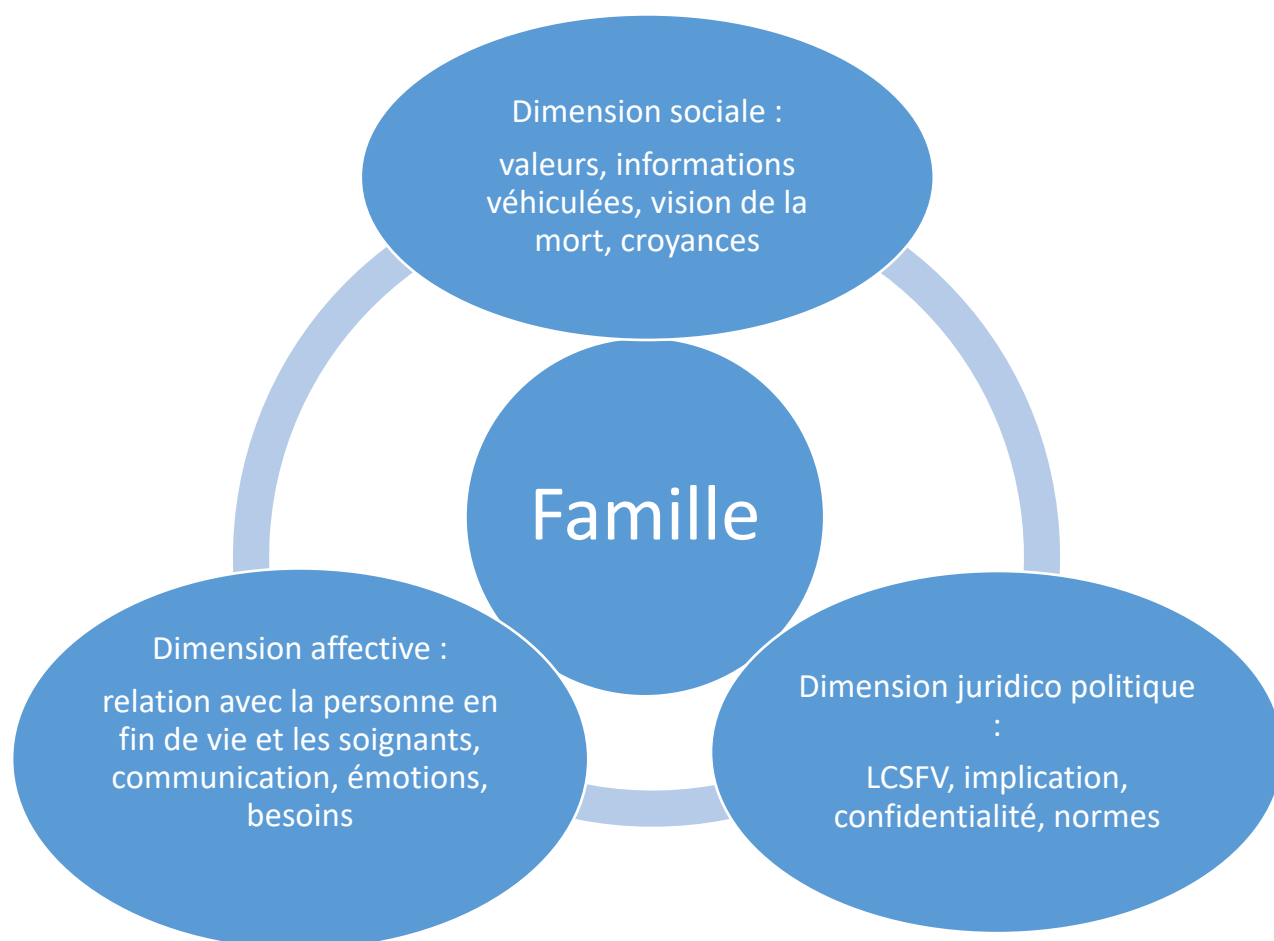 Dimension sociale :
valeurs, informations
véhiculées, vision de la
mort, croyances
Famille
Dimension affective :
relation avec la personne en
fin de vie et les soignants,
communication, émotions,
besoins
Dimension juridico politique
:
LCSFV, implication,
confidentialité, normes